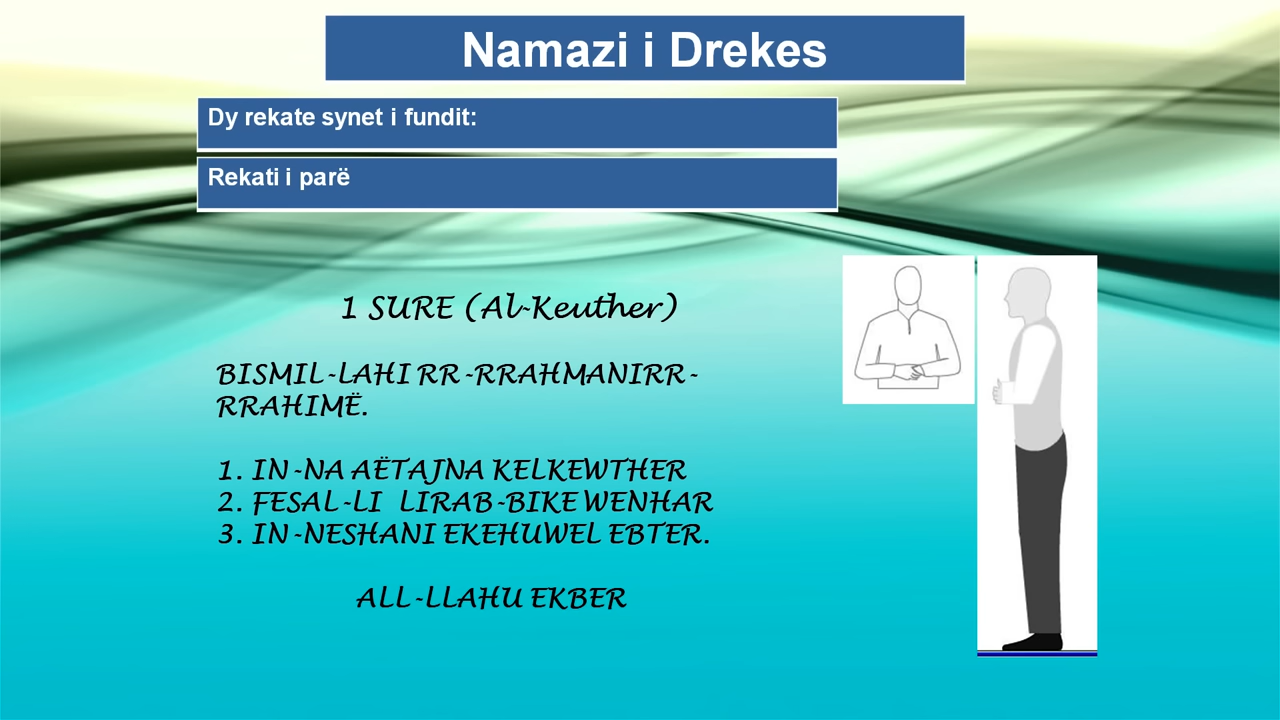 Namazi i Drekes
Dy rekate synet i fundit:
Rekati i parë
1 SURE (Al-Keuther)
BISMIL-LAHI RR-RRAHMANIRR-
RRAHIMË.
1. IN-NA AËTAJNA KELKEWTHER
2. FESAL-LI LIRAB-BIKE WENHAR
3. IN-NESHANI EKEHUWEL EBTER.
ALL-LLAHU EKBER